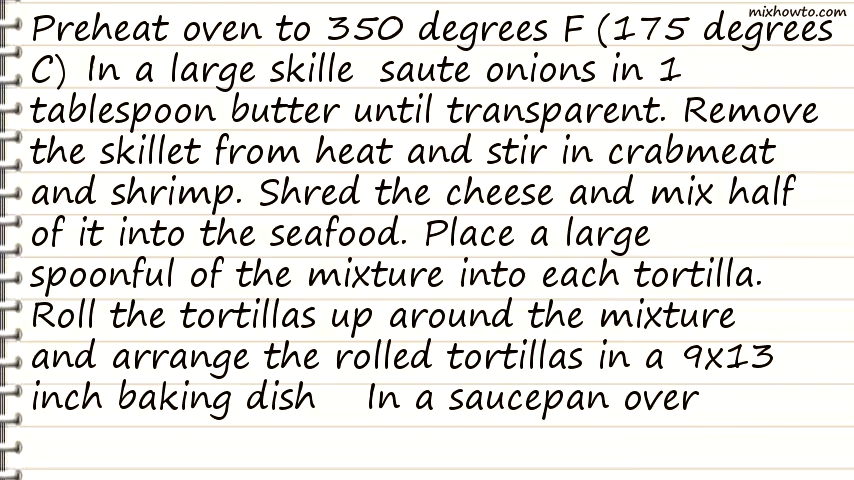 mixhowto.com
Preheat oven to 350 degrees F (175 degrees
C) In a large skille saute onions in 1
tablespoon butter until transparent. Remove
the skillet from heat and stir in crabmeat
and shrimp. Shred the cheese and mix half
of it into the seafood. Place a large
spoonful of the mixture into each tortilla.
Roll the tortillas up around the mixture
and arrange the rolled tortillas in a 9x13
inch baking dish In a saucepan over